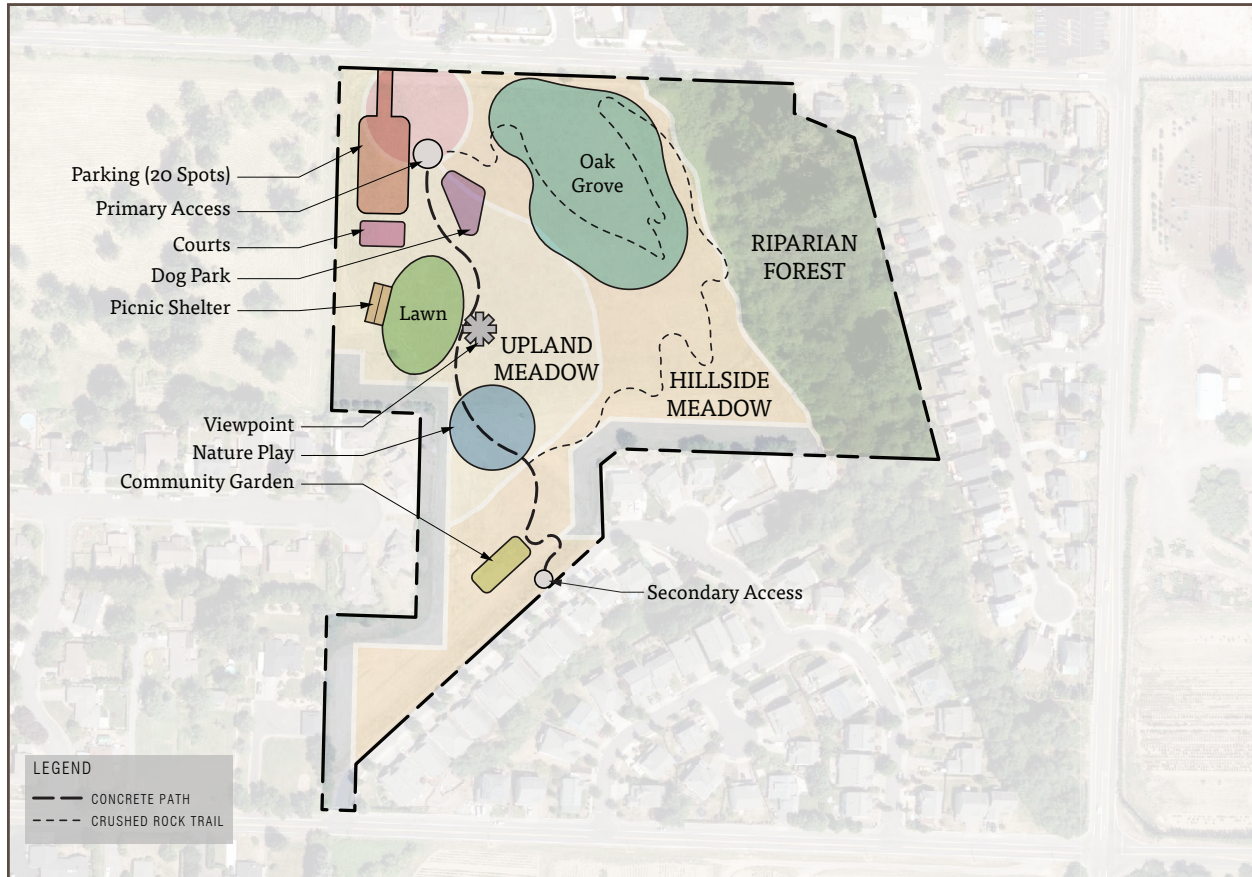 Parking (20 Spots)
Primary Access
Courts
Dog Park
Picnic Shelter
Lawn
Oak
Grove
RIPARIAN
FOREST
UPLAND
MEADOW
HILLSIDE
MEADOW
Viewpoint
Nature Play
Community Garden
Secondary Access
LEGEND
CONCRETE PATH
CRUSHED ROCK TRAIL